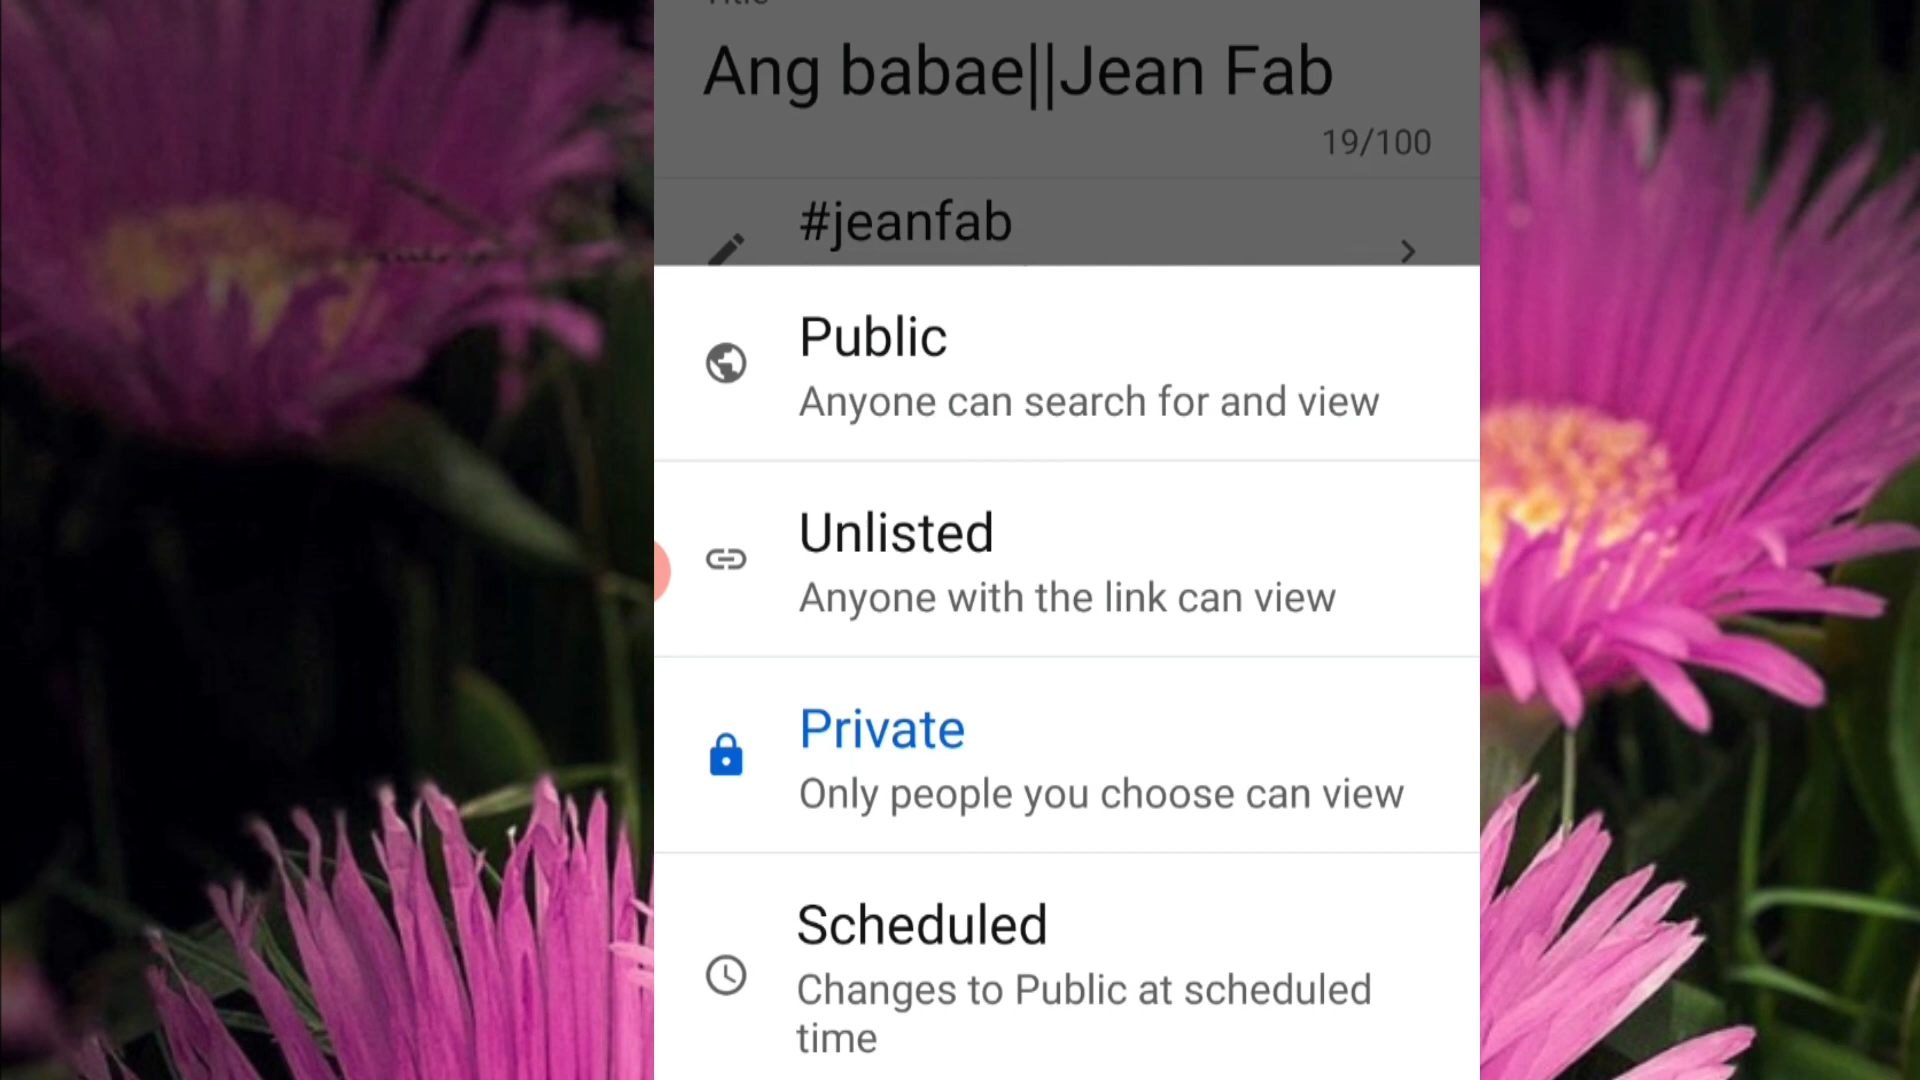 Title
Ang babae||Jean Fab
19/100
#jeanfab
Public
Anyone can search for and view
Unlisted
Anyone with the link can view
Private
Only people you choose can view
Scheduled
Changes to Public at scheduled
time